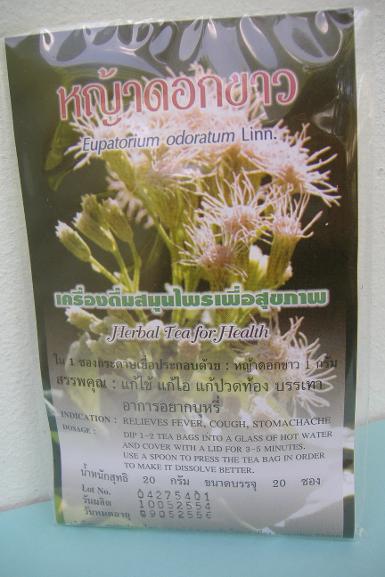 หญ้าดอกขาว
Eupatorium odoratum Linn.
เครื่องดื่มสมุนไพรเพื่อสุขภาพ
Herbal Tea for Health
ใน 1 ซองกระดาษเยื่อประกอบด้วย : หญ้าดอกขาว 1 กรัม
สรรพคุณ : แก้ไข้ แก้ไอ แก้ปวดท้อง บรรเทา
อาการอยากบุหรี่
INDICATION : RELIEVES FEVER, COUGH, STOMACHACHE
DOSAGE : DIP 1-2 TEA BAGS INTO A GLASS OF HOT WATER
AND COVER WITH A LID FOR 3-5 MINUTES.
USE A SPOON TO PRESS THE TEA BAG IN ORDER
TO MAKE IT DISSOLVE BETTER.
น้ำหนักสุทธิ 20 กรัม ขนาดบรรจุ 20 ซอง
Lot No. 04275401
วันผลิต 10052554
วันหมดอายุ 09052556